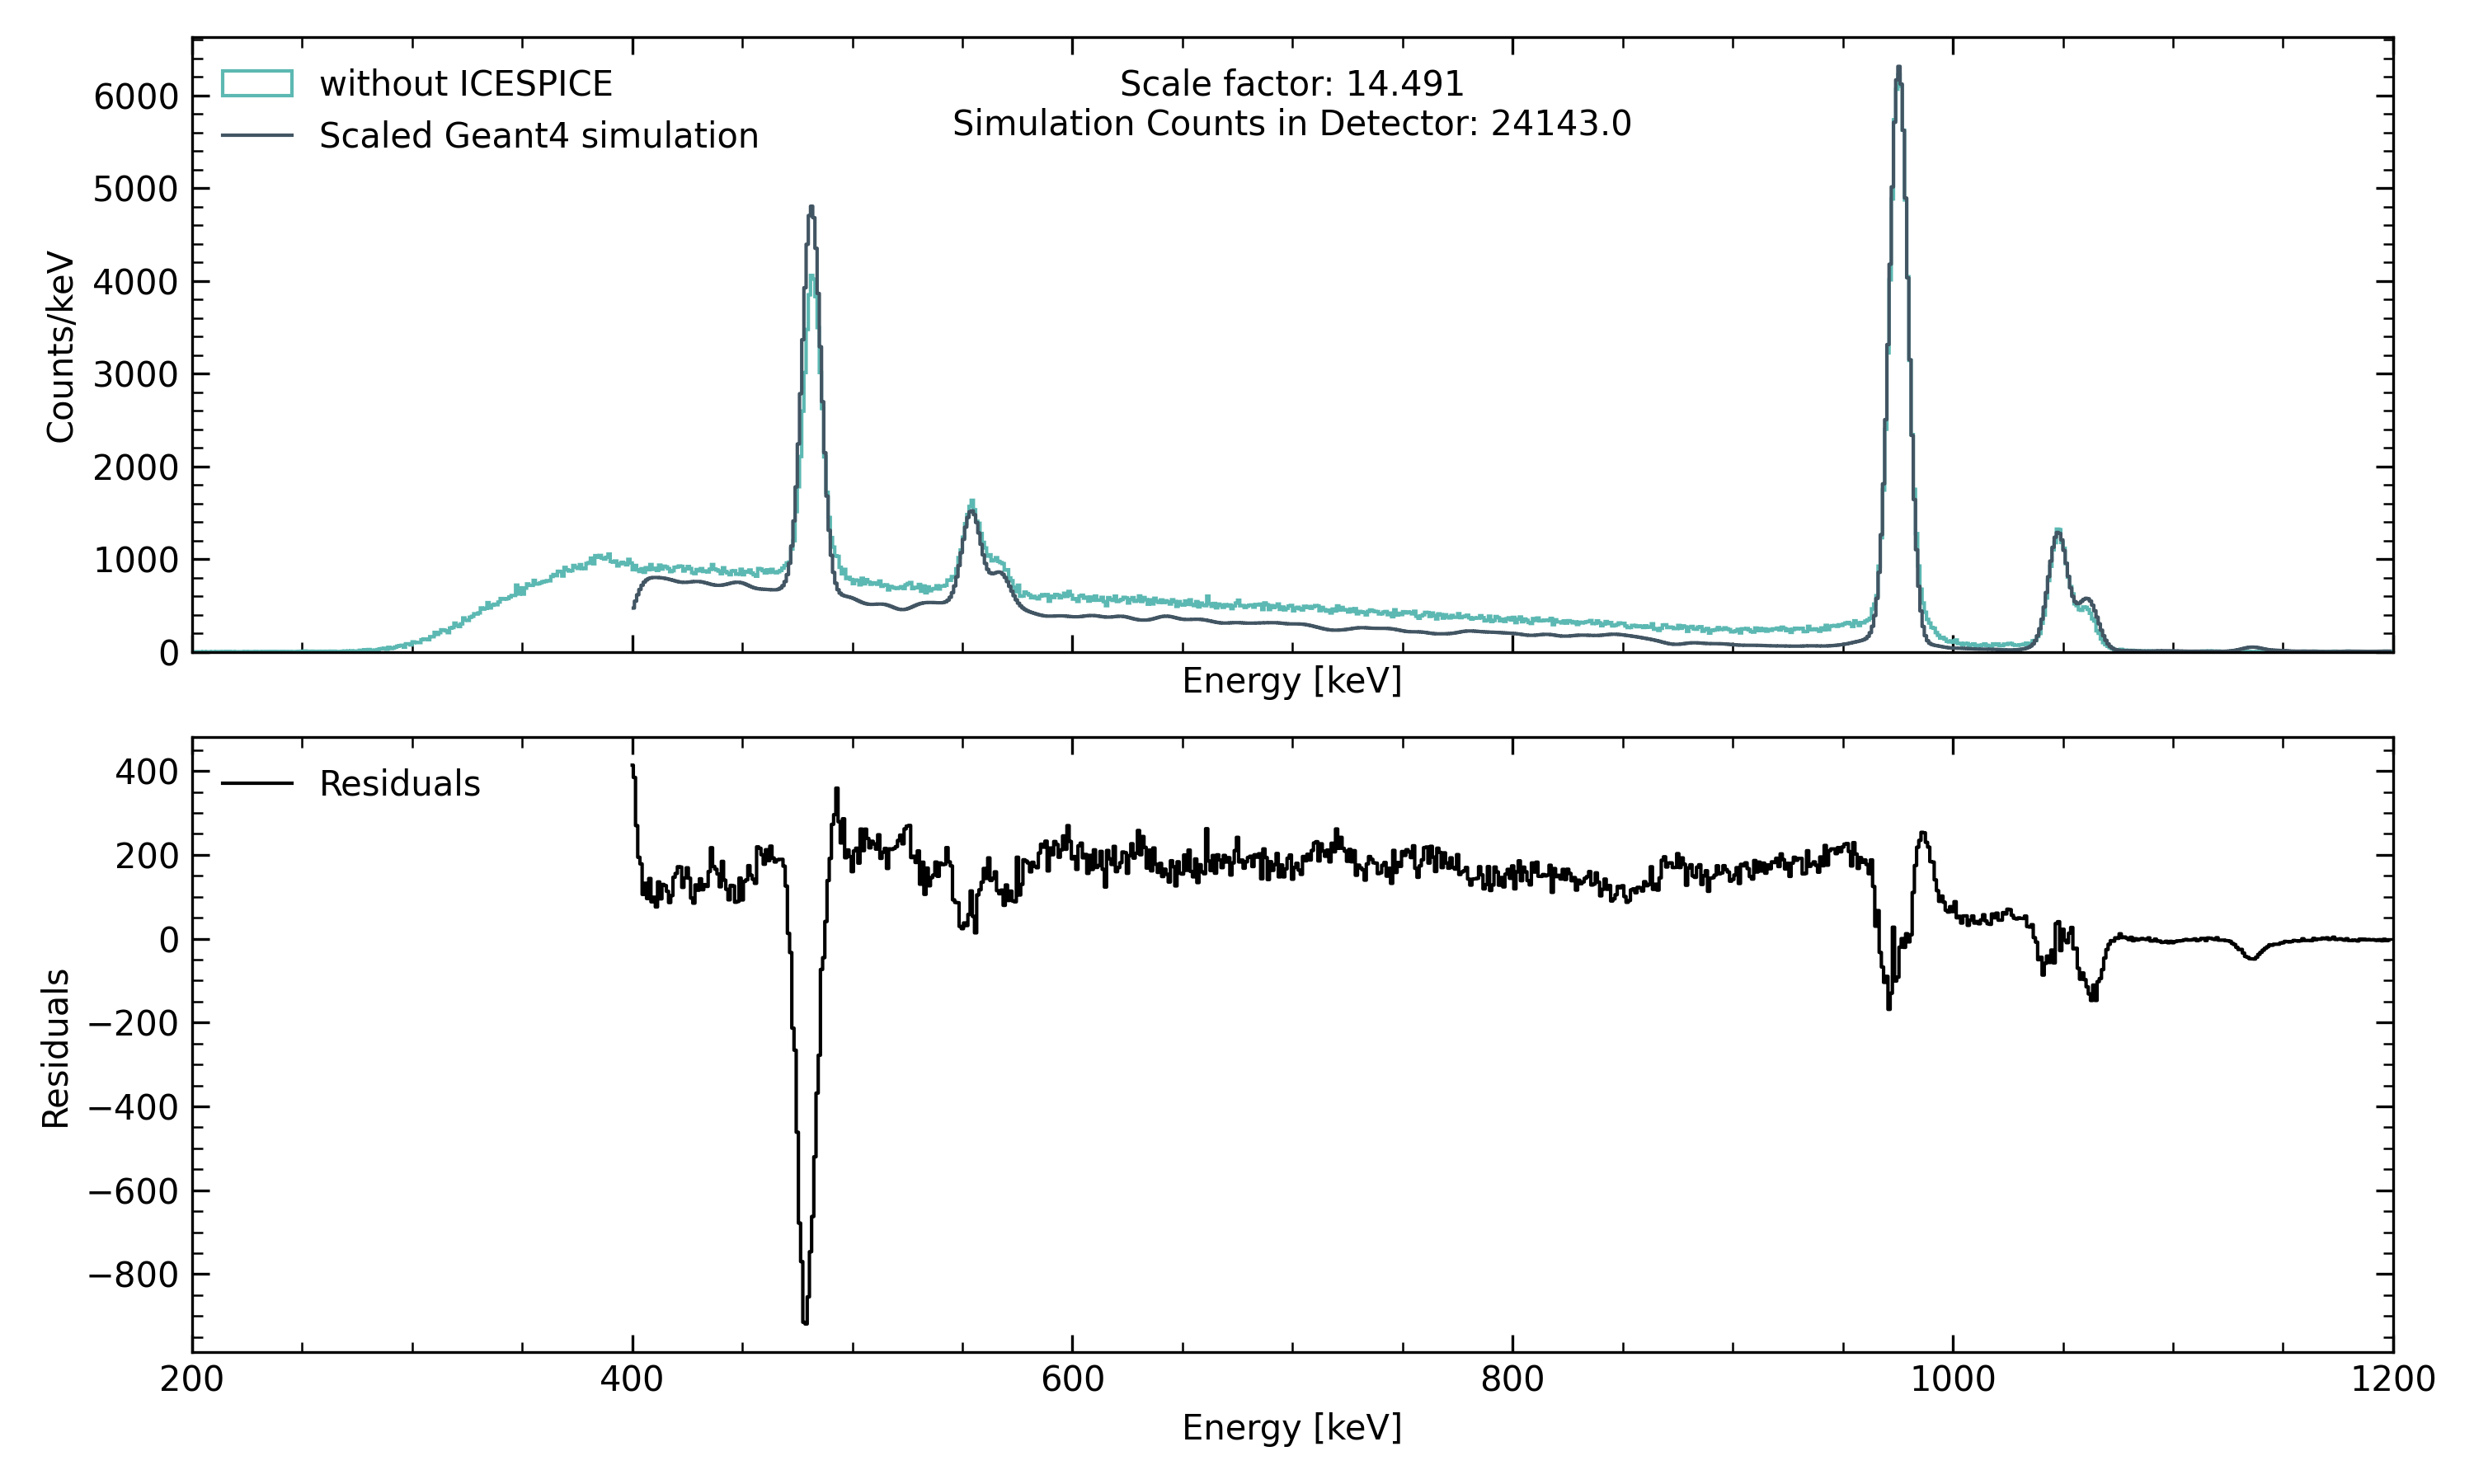 without ICESPICE
Scaled Geant4 simulation
Scale factor: 14.491
Simulation Counts in Detector: 24143.0
6000
5000
4000
3000
2000
1000
0
Counts/keV
Energy [keV]
Residuals
400
200
0
−200
−400
−600
−800
Residuals
200
400
600
800
1000
1200
Energy [keV]